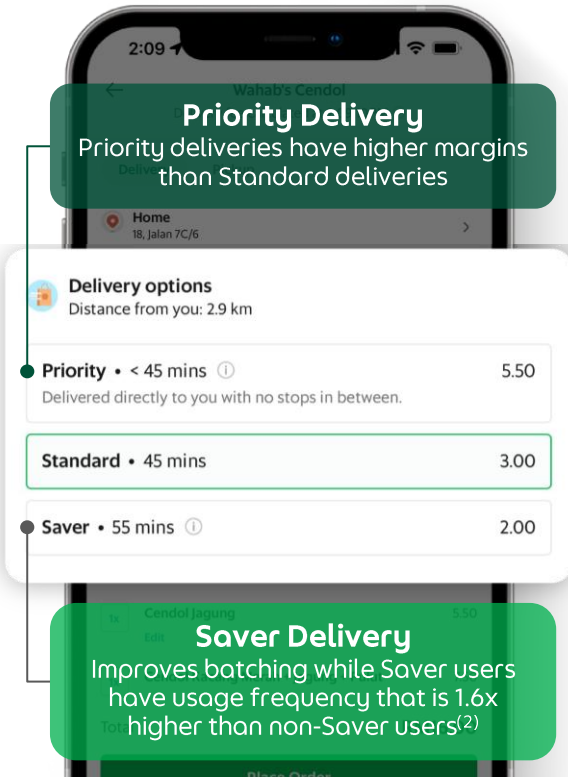 2:09
Wahab's Cendol
Priority Delivery
Priority deliveries have higher margins
than Standard deliveries
Home
18, Jalan 7C/6
Delivery options
Distance from you: 2.9 km
Priority • < 45 mins ⓘ 5.50
Delivered directly to you with no stops in between.
Standard • 45 mins 3.00
Saver • 55 mins ⓘ 2.00
1x Cendol Jagung 5.50
Edit
Saver Delivery
Improves batching while Saver users
have usage frequency that is 1.6x
higher than non-Saver users(2)
Place Order